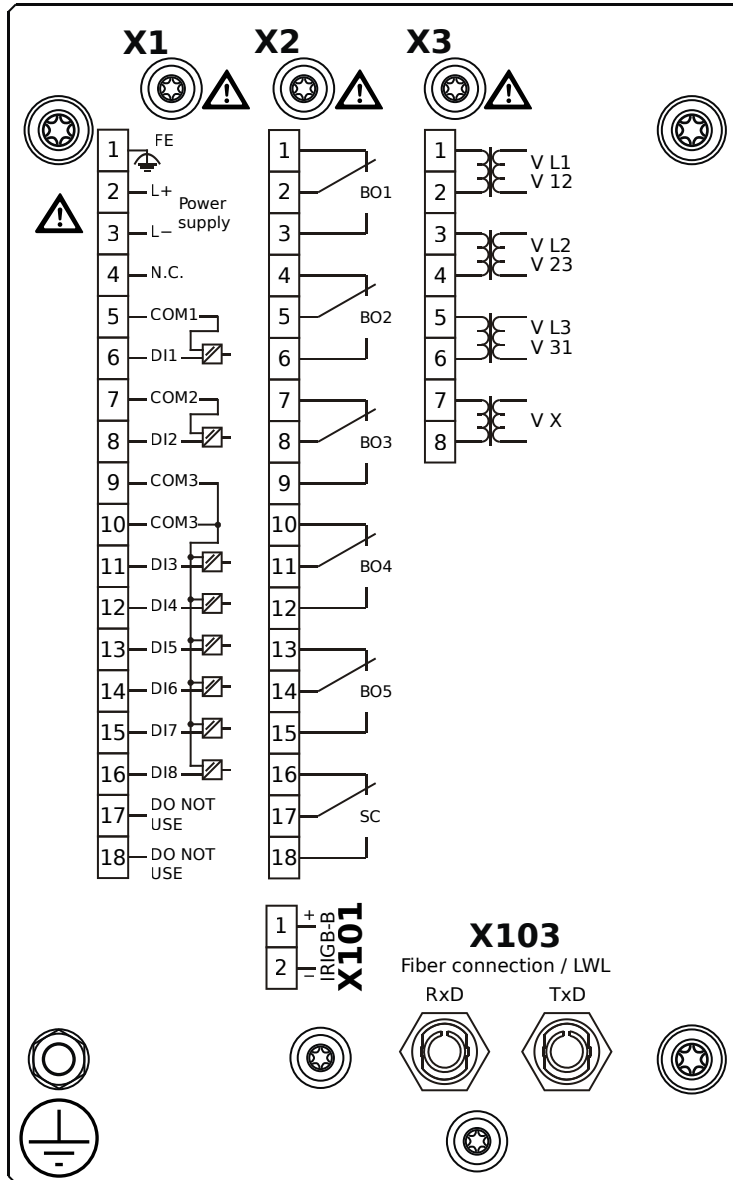 X1
X2
X3
1
FE
2
L+
Power
supply
3
L−
4
N.C.
5
COM1
6
DI1
7
COM2
8
DI2
9
COM3
10
COM3
11
DI3
12
DI4
13
DI5
14
DI6
15
DI7
16
DI8
17
DO NOT
USE
18
DO NOT
USE
1
2
BO1
3
4
5
BO2
6
7
8
BO3
9
10
11
BO4
12
13
14
BO5
15
16
17
SC
18
1
V L1
V 12
2
3
V L2
V 23
4
5
V L3
V 31
6
7
V X
8
1
+
2
−
IRIGB-B
X101
X103
Fiber connection / LWL
RxD
TxD